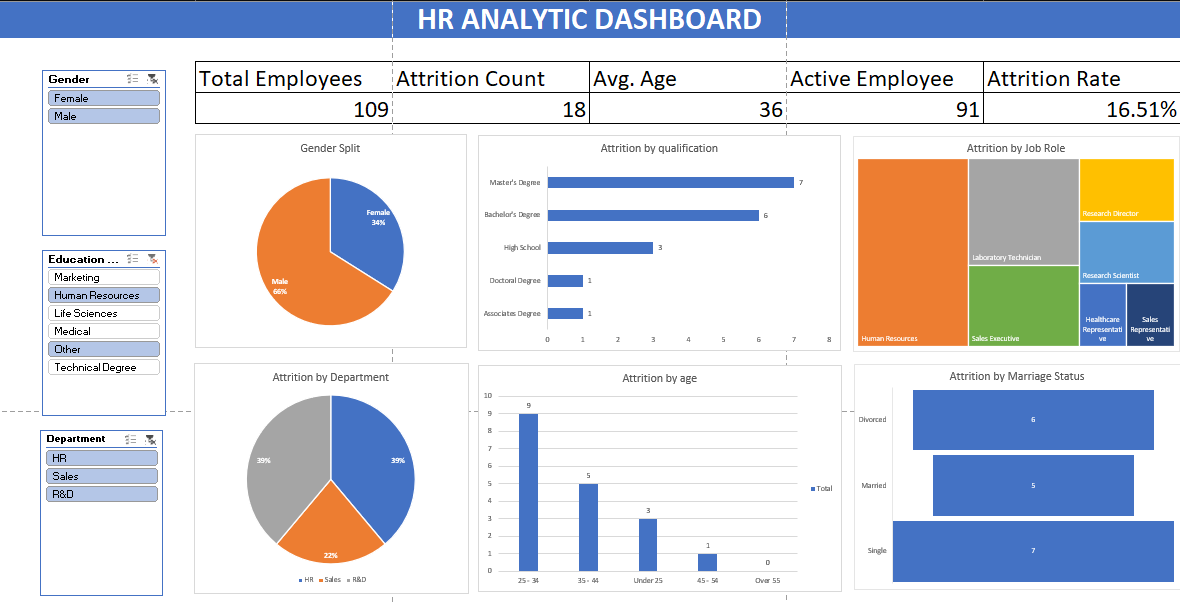 HR ANALYTIC DASHBOARD
Gender
Female
Male
Education ...
Marketing
Human Resources
Life Sciences
Medical
Other
Technical Degree
Department
HR
Sales
R&D
Total Employees Attrition Count Avg. Age Active Employee Attrition Rate
109 18 36 91 16.51%
Gender Split
Female
34%
Male
66%
Attrition by qualification
Master's Degree 7
Bachelor's Degree 6
High School 3
Doctoral Degree 1
Associates Degree 1
0 1 2 3 4 5 6 7 8
Attrition by Job Role
Human Resources
Laboratory Technician
Sales Executive
Research Director
Research Scientist
Healthcare
Representati
ve
Sales
Representati
ve
Attrition by Department
39%
39%
22%
HR Sales R&D
Attrition by age
10
9
8
7
6
5
4
3
2
1
0
9
5
3
1
0
25 - 34 35 - 44 Under 25 45 - 54 Over 55
Total
Attrition by Marriage Status
Divorced 6
Married 5
Single 7